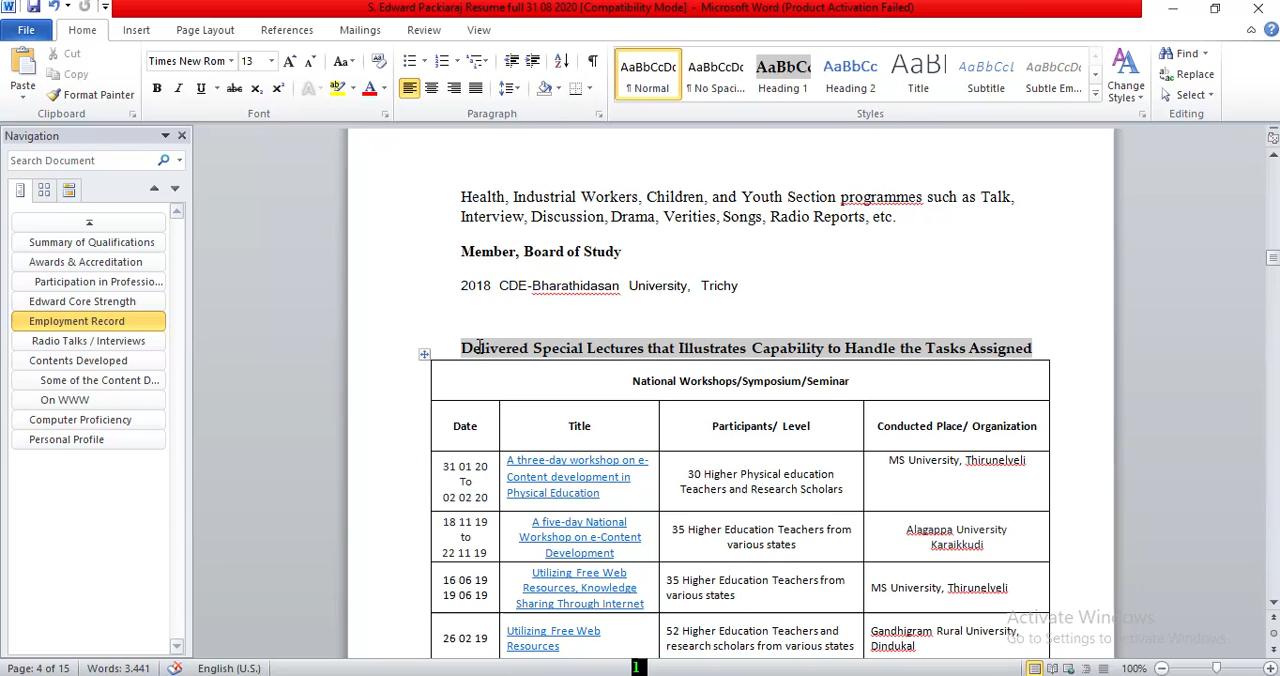 S. Edward Packiaraj Resume full 31 08 2020 [Compatibility Mode] - Microsoft Word (Product Activation Failed)
File Home Insert Page Layout References Mailings Review View
Paste Cut Copy Format Painter
Times New Rom 13
AaBbCcDc AaBbCcDc AaBbCc AaBbCc AaBbCcI AaBbCcDc
¶ Normal ¶ No Spaci... Heading 1 Heading 2 Title Subtitle Subtle Em...
Change Styles
Find Replace Select
Clipboard Font Paragraph Styles Editing
Navigation
Search Document
Summary of Qualifications
Awards & Accreditation
Participation in Professio...
Edward Core Strength
Employment Record
Radio Talks / Interviews
Contents Developed
Some of the Content D...
On WWW
Computer Proficiency
Personal Profile
Health, Industrial Workers, Children, and Youth Section programmes such as Talk,
Interview, Discussion, Drama, Verities, Songs, Radio Reports, etc.
Member, Board of Study
2018 CDE-Bharathidasan University, Trichy
Delivered Special Lectures that Illustrates Capability to Handle the Tasks Assigned
National Workshops/Symposium/Seminar
Date Title Participants/ Level Conducted Place/ Organization
31 01 20
To
02 02 20
A three-day workshop on e-
Content development in
Physical Education
30 Higher Physical education
Teachers and Research Scholars
MS University, Thirunelveli
18 11 19
to
22 11 19
A five-day National
Workshop on e-Content
Development
35 Higher Education Teachers from
various states
Alagappa University
Karaikkudi
16 06 19
19 06 19
Utilizing Free Web
Resources, Knowledge
Sharing Through Internet
35 Higher Education Teachers from
various states
MS University, Thirunelveli
26 02 19
Utilizing Free Web
Resources
52 Higher Education Teachers and
research scholars from various states
Gandhigram Rural University,
Dindukal
Activate Windows
Go to Settings to activate Windows.
Page: 4 of 15 Words: 3.441 English (U.S.) 1 100%